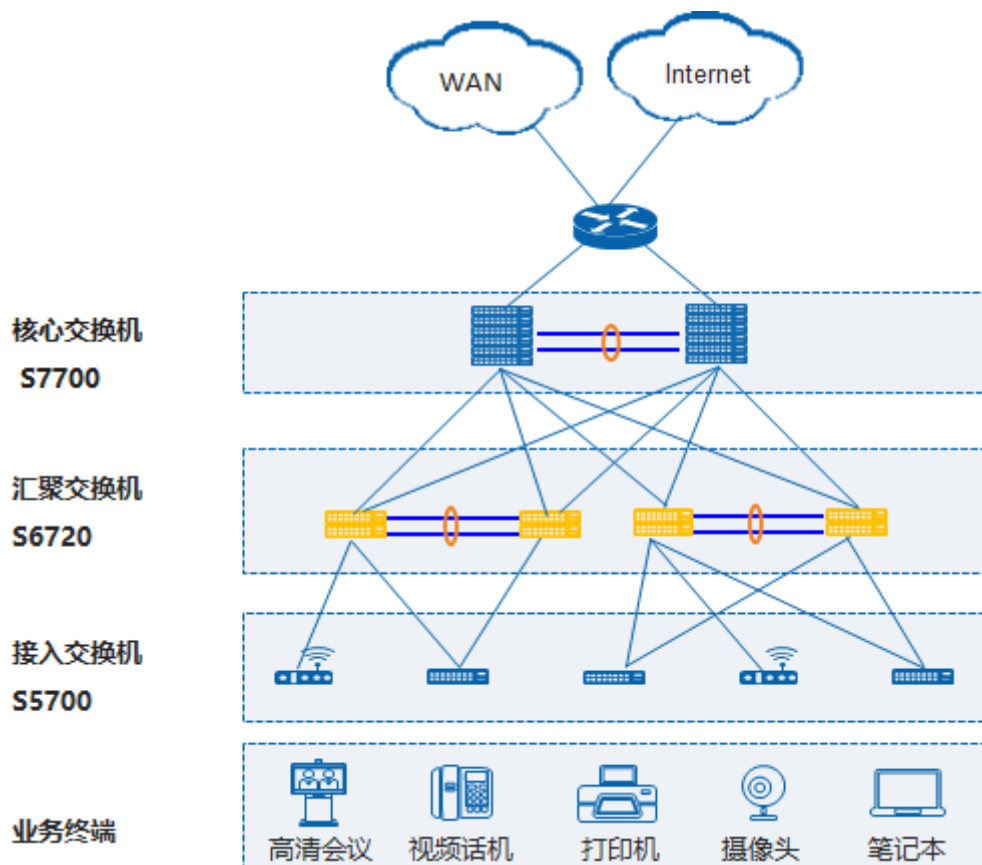 WAN
Internet
核心交换机
S7700
汇聚交换机
S6720
接入交换机
S5700
业务终端
高清会议 视频话机 打印机 摄像头 笔记本